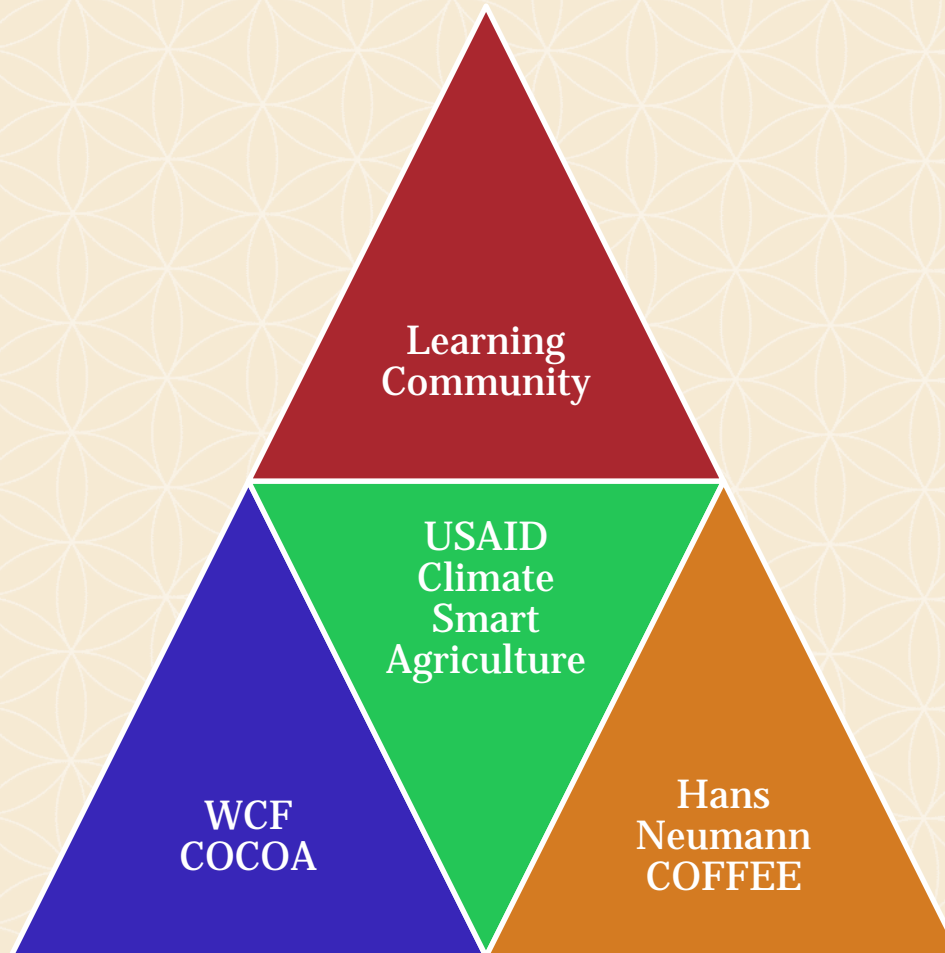 Learning
Community
USAID
Climate
Smart
Agriculture
WCF
COCOA
Hans
Neumann
COFFEE